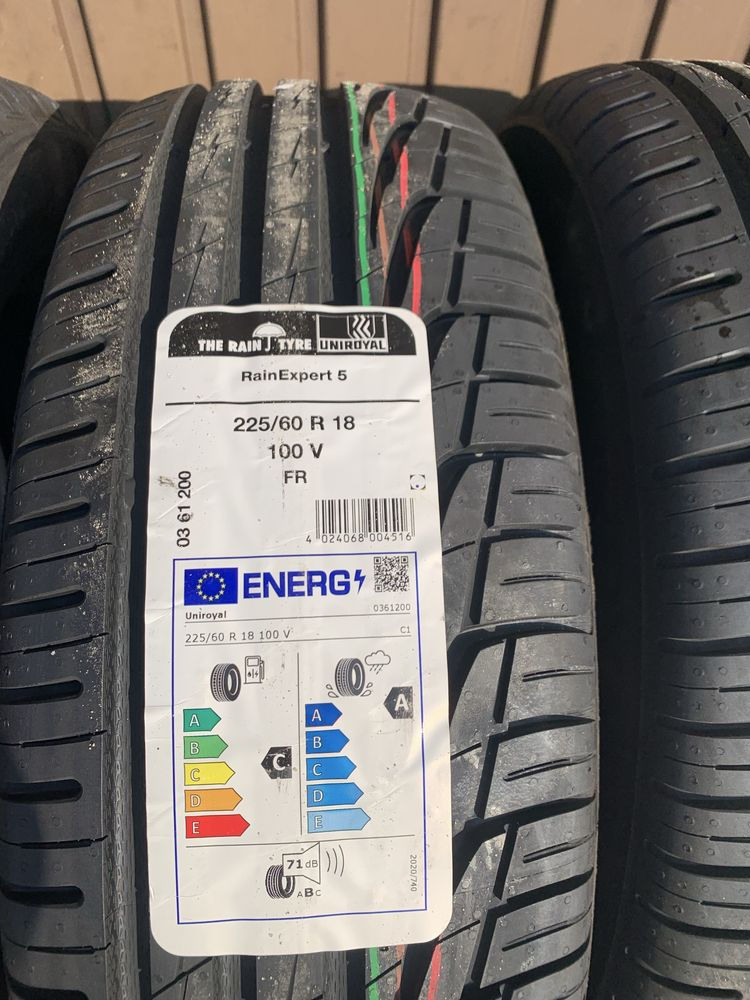 THE RAIN TYRE UNIROYAL
RainExpert 5
225/60 R 18
100 V
FR
03 61 200
4 024068 004516
ENERG
Uniroyal 0361200
225/60 R 18 100 V C1
A
A A
B B
C C C
D D
E E
71 dB
ABC
2020/740